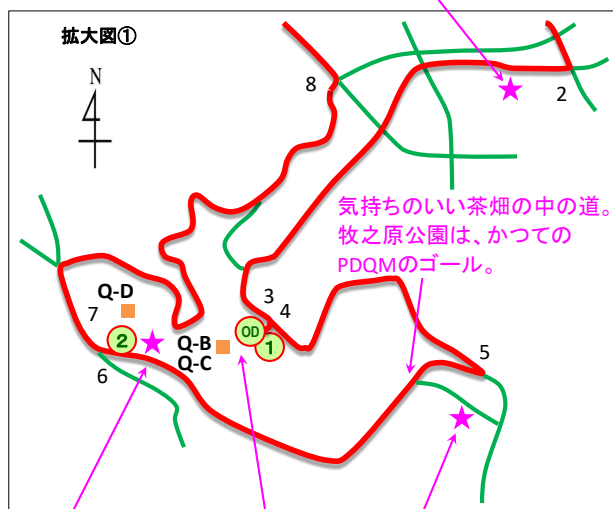 拡大図①
N
8
2
気持ちのいい茶畑の中の道。
牧之原公園は、かつての
PDQMのゴール。
Q-D
3
4
7
OD
2
Q-B
1
Q-C
5
6